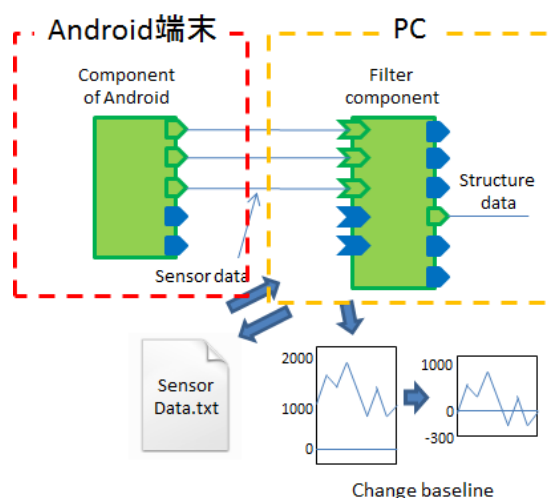 Android端末
PC
Component
of Android
Filter
component
Structure
data
Sensor data
Sensor
Data.txt
2000
1000
0
1000
0
-300
Change baseline